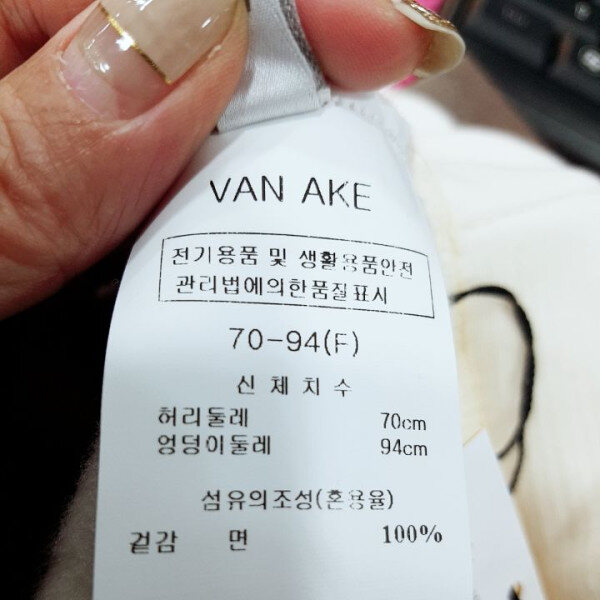 VAN AKE
전기용품 및 생활용품안전
관리법에의한품질표시
70-94(F)
신체치수
허리둘레 70cm
엉덩이둘레 94cm
섬유의조성(혼용율)
겉감 면 100%